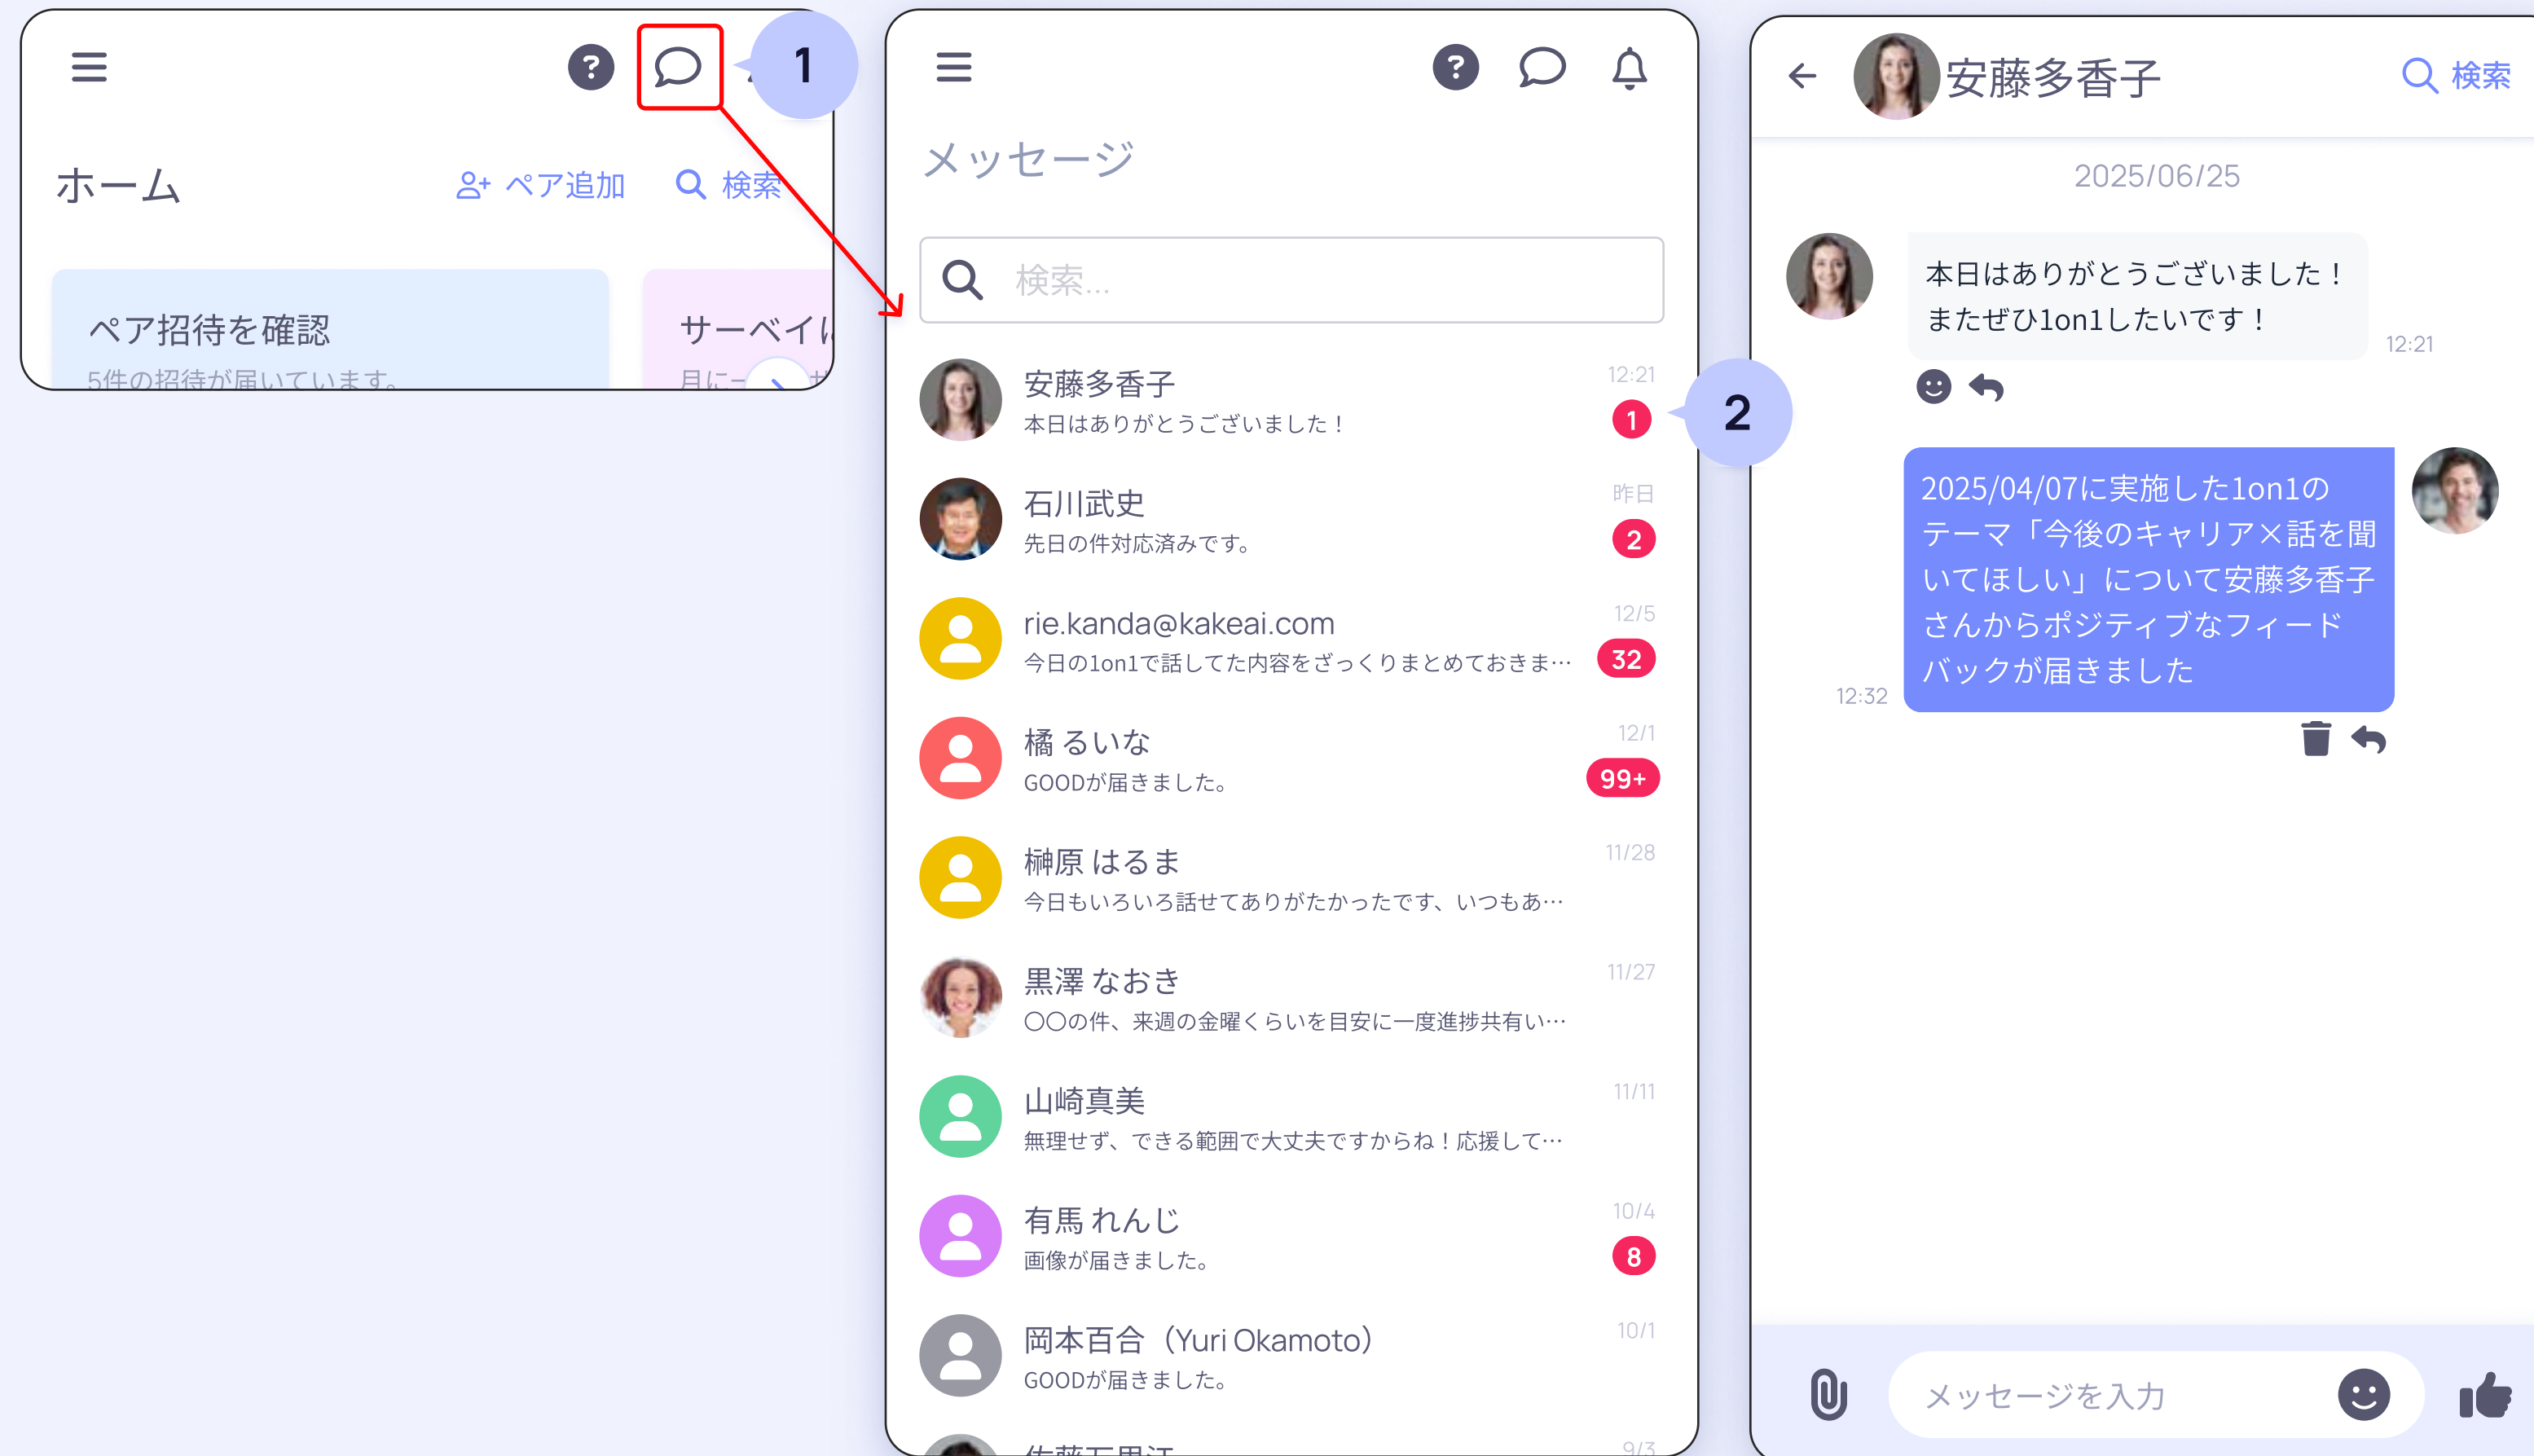 1
ホーム
ペア追加
検索
ペア招待を確認
5件の招待が届いています。
サーベイ
月に一
メッセージ
検索...
安藤多香子
12:21
本日はありがとうございました！
1
2
石川武史
昨日
先日の件対応済みです。
2
rie.kanda@kakeai.com
12/5
今日の1on1で話してた内容をざっくりまとめておきま…
32
橘 るいな
12/1
GOODが届きました。
99+
榊原 はるま
11/28
今日もいろいろ話せてありがたかったです、いつもあ…
黒澤 なおき
11/27
〇〇の件、来週の金曜くらいを目安に一度進捗共有い…
山崎真美
11/11
無理せず、できる範囲で大丈夫ですからね！応援して…
有馬 れんじ
10/4
画像が届きました。
8
岡本百合（Yuri Okamoto）
10/1
GOODが届きました。
9/3
安藤多香子
検索
2025/06/25
本日はありがとうございました！
またぜひ1on1したいです！
12:21
2025/04/07に実施した1on1の
テーマ「今後のキャリア×話を聞
いてほしい」について安藤多香子
さんからポジティブなフィード
バックが届きました
12:32
メッセージを入力